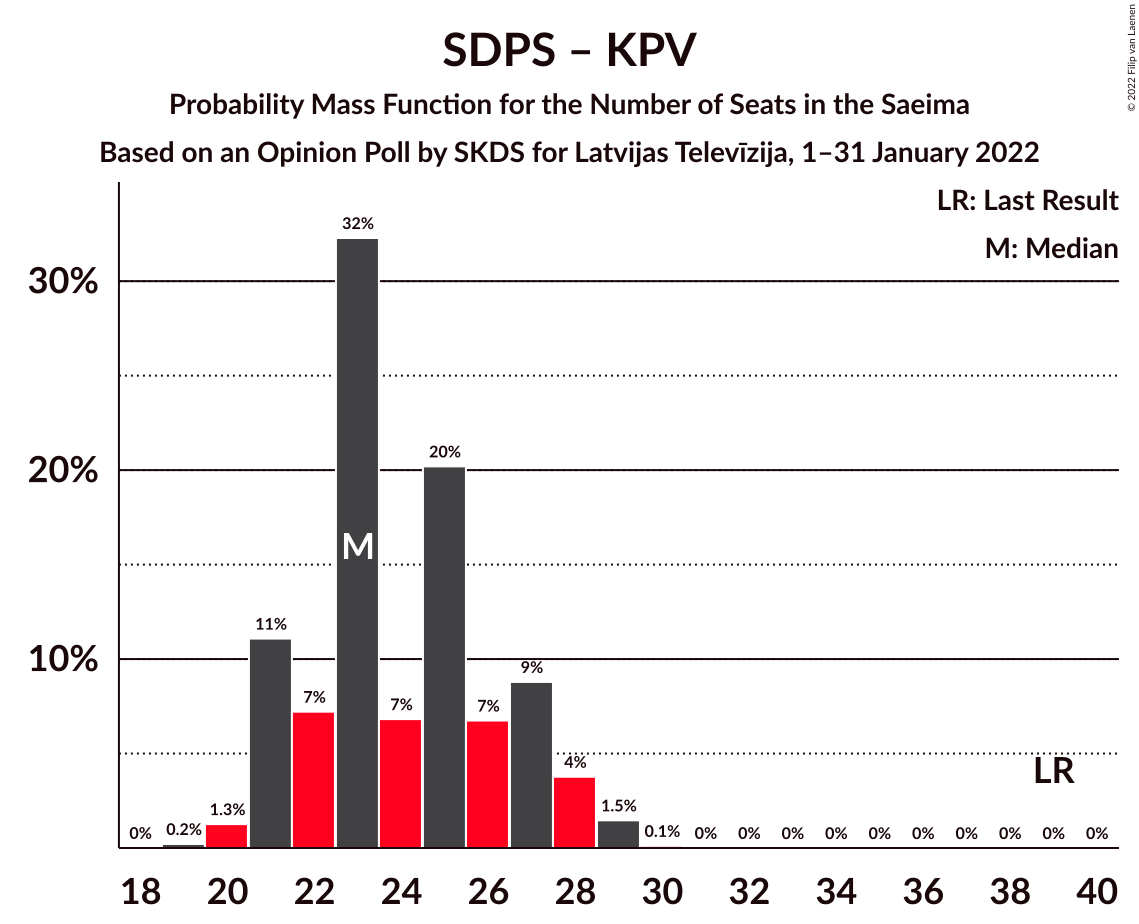 SDPS – KPV
Probability Mass Function for the Number of Seats in the Saeima
Based on an Opinion Poll by SKDS for Latvijas Televīzija, 1–31 January 2022
© 2022 Filip van Laenen
LR: Last Result
M: Median
30%
20%
10%
0%
0.2%
1.3%
11%
7%
32%
7%
20%
7%
9%
4%
1.5%
0.1%
0%
0%
0%
0%
0%
0%
0%
0%
0%
0%
M
LR
18 20 22 24 26 28 30 32 34 36 38 40